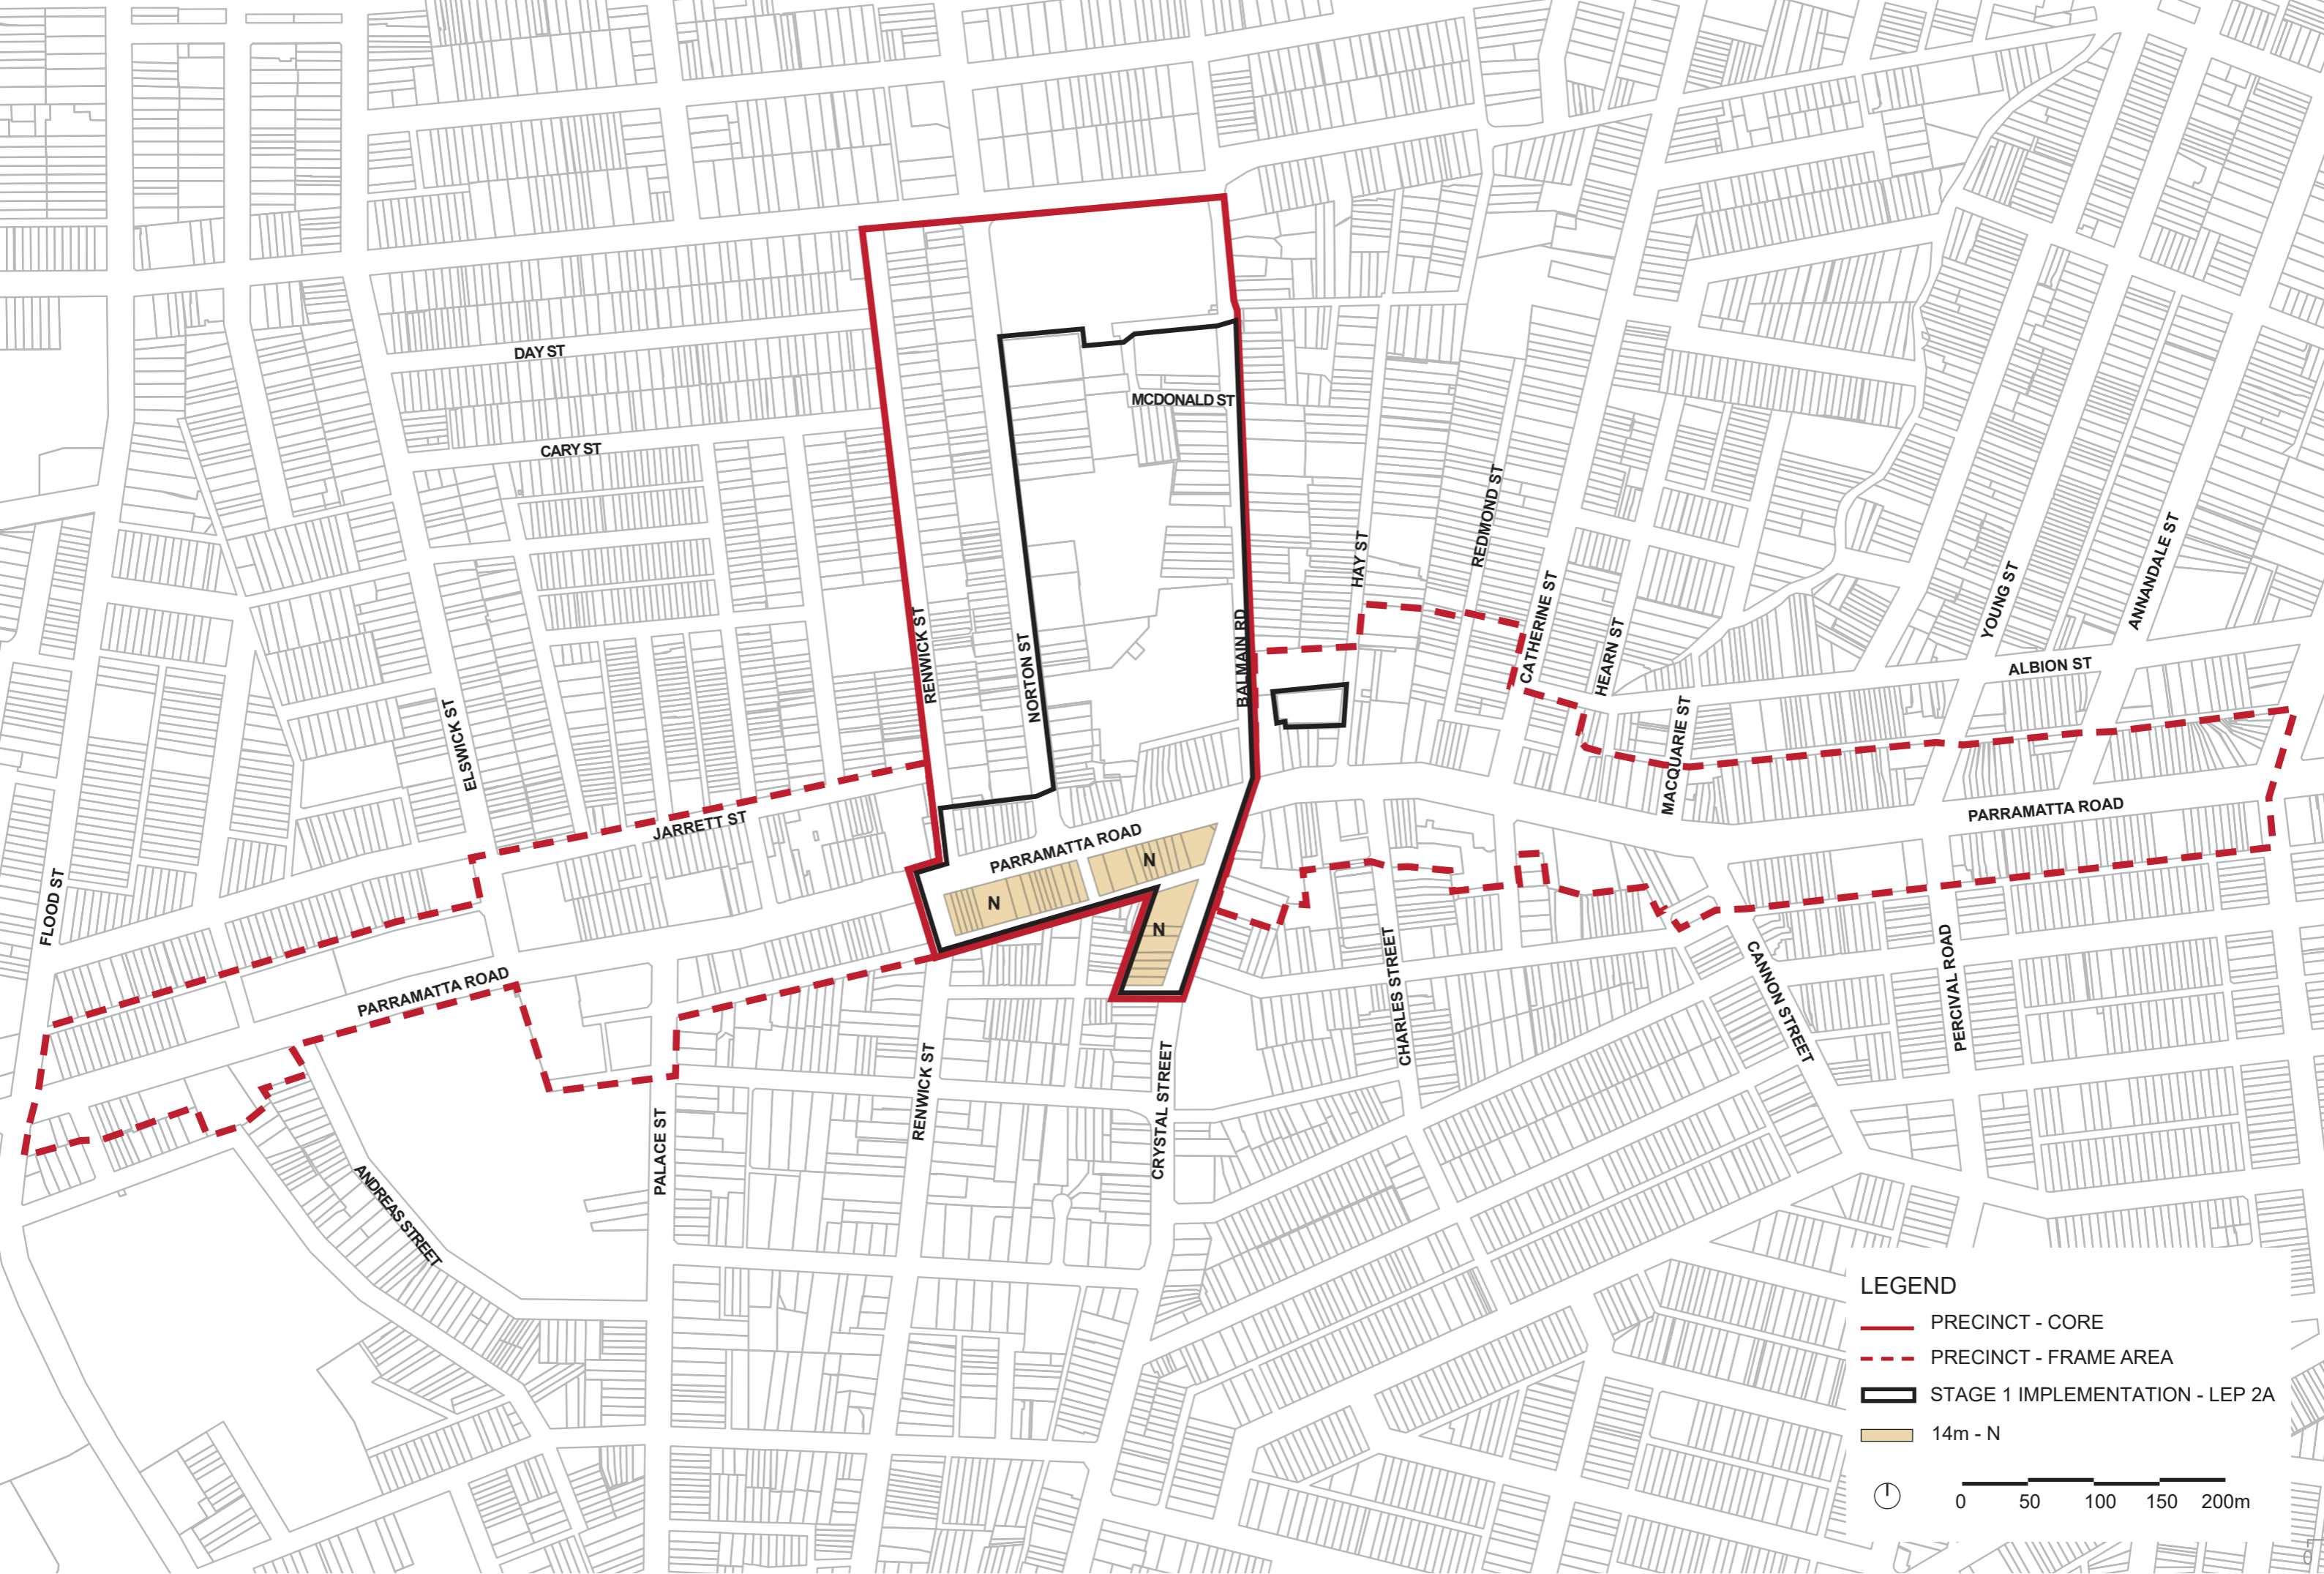 DAY ST
MCDONALD ST
CARY ST
REDMOND ST
HAY ST
ANNANDALE ST
YOUNG ST
CATHERINE ST
RENWICK ST
NORTON ST
BALMAIN RD
HEARN ST
ALBION ST
ELSWICK ST
MACQUARIE ST
JARRETT ST
PARRAMATTA ROAD
PARRAMATTA ROAD
N
N
N
FLOOD ST
PARRAMATTA ROAD
CHARLES STREET
CANNON STREET
PERCIVAL ROAD
RENWICK ST
CRYSTAL STREET
PALACE ST
ANDREAS STREET
LEGEND
PRECINCT - CORE
PRECINCT - FRAME AREA
STAGE 1 IMPLEMENTATION - LEP 2A
14m - N
0 50 100 150 200m